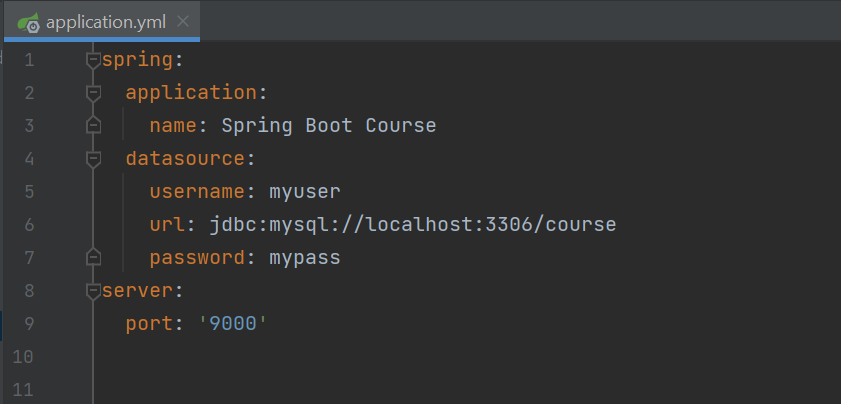 application.yml
1 spring:
2   application:
3     name: Spring Boot Course
4   datasource:
5     username: myuser
6     url: jdbc:mysql://localhost:3306/course
7     password: mypass
8 server:
9   port: '9000'
10
11